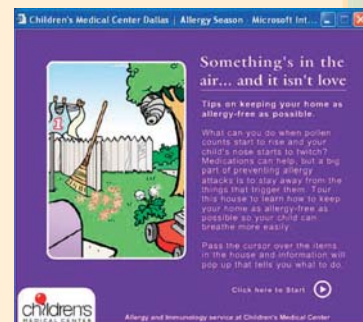 Children's Medical Center Dallas | Allergy Season - Microsoft Int...
Something's in the
air... and it isn't love
Tips on keeping your home as
allergy-free as possible.
What can you do when pollen
counts start to rise and your
child's nose starts to twitch?
Medications can help, but a big
part of preventing allergy
attacks is to stay away from the
things that trigger them. Tour
this house to learn how to keep
your home as allergy-free as
possible so your child can
breathe more easily.
Pass the cursor over the items
in the house and information will
pop up that tells you what to do.
Click here to Start
children's
MEDICAL CENTER
Allergy and Immunology service at Children's Medical Center